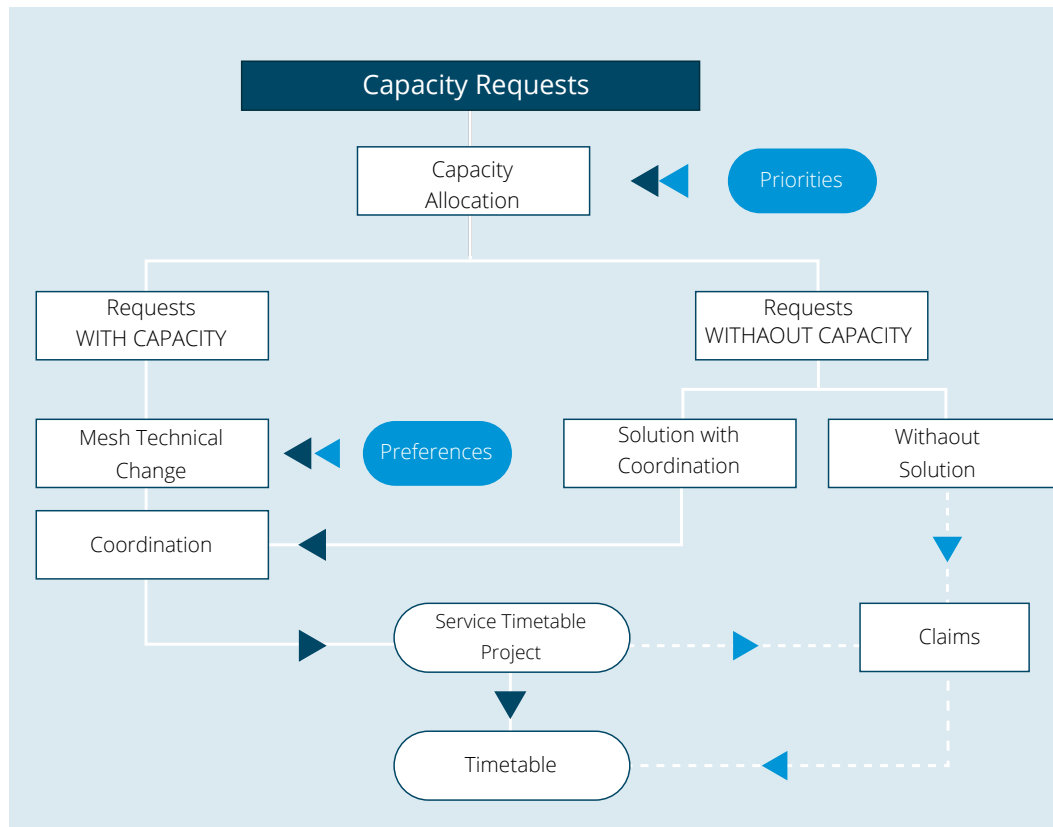 Capacity Requests
Capacity
Allocation
Priorities
Requests
WITH CAPACITY
Requests
WITHAOUT CAPACITY
Mesh Technical
Change
Preferences
Solution with
Coordination
Withaout
Solution
Coordination
Service Timetable
Project
Claims
Timetable